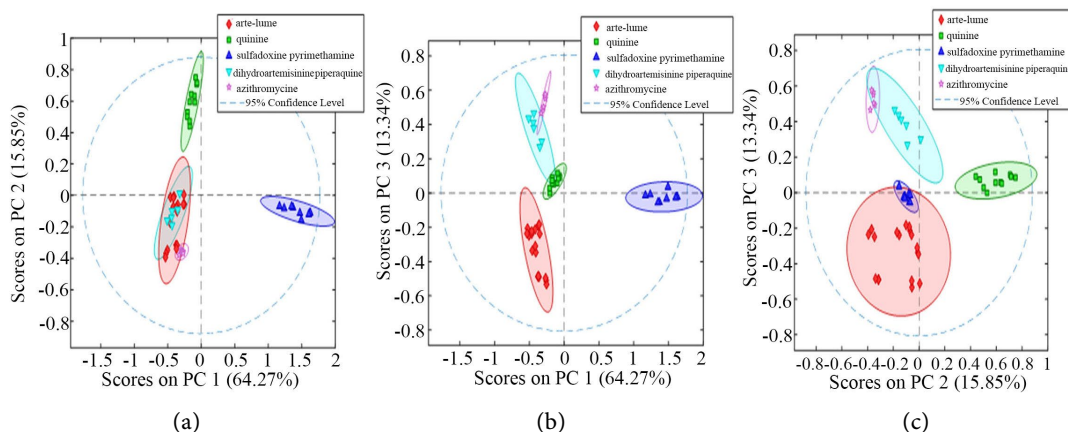 arte-lume
quinine
sulfadoxine pyrimethamine
dihydroartemisinine piperaquine
azithromycine
95% Confidence Level
1
0.8
0.6
0.4
0.2
0
-0.2
-0.4
-0.6
-0.8
Scores on PC 2 (15.85%)
-1.5 -1 -0.5 0 0.5 1 1.5 2
Scores on PC 1 (64.27%)
(a)
arte-lume
quinine
sulfadoxine pyrimethamine
dihydroartemisinine piperaquine
azithromycine
95% Confidence Level
0.8
0.6
0.4
0.2
0
-0.2
-0.4
-0.6
-0.8
Scores on PC 3 (13.34%)
-1.5 -1 -0.5 0 0.5 1 1.5 2
Scores on PC 1 (64.27%)
(b)
arte-lume
quinine
sulfadoxine pyrimethamine
dihydroartemisinine piperaquine
azithromycine
95% Confidence Level
1
0.8
0.6
0.4
0.2
0
-0.2
-0.4
-0.6
-0.8
Scores on PC 3 (13.34%)
-0.8 -0.6 -0.4 -0.2 0 0.2 0.4 0.6 0.8 1
Scores on PC 2 (15.85%)
(c)